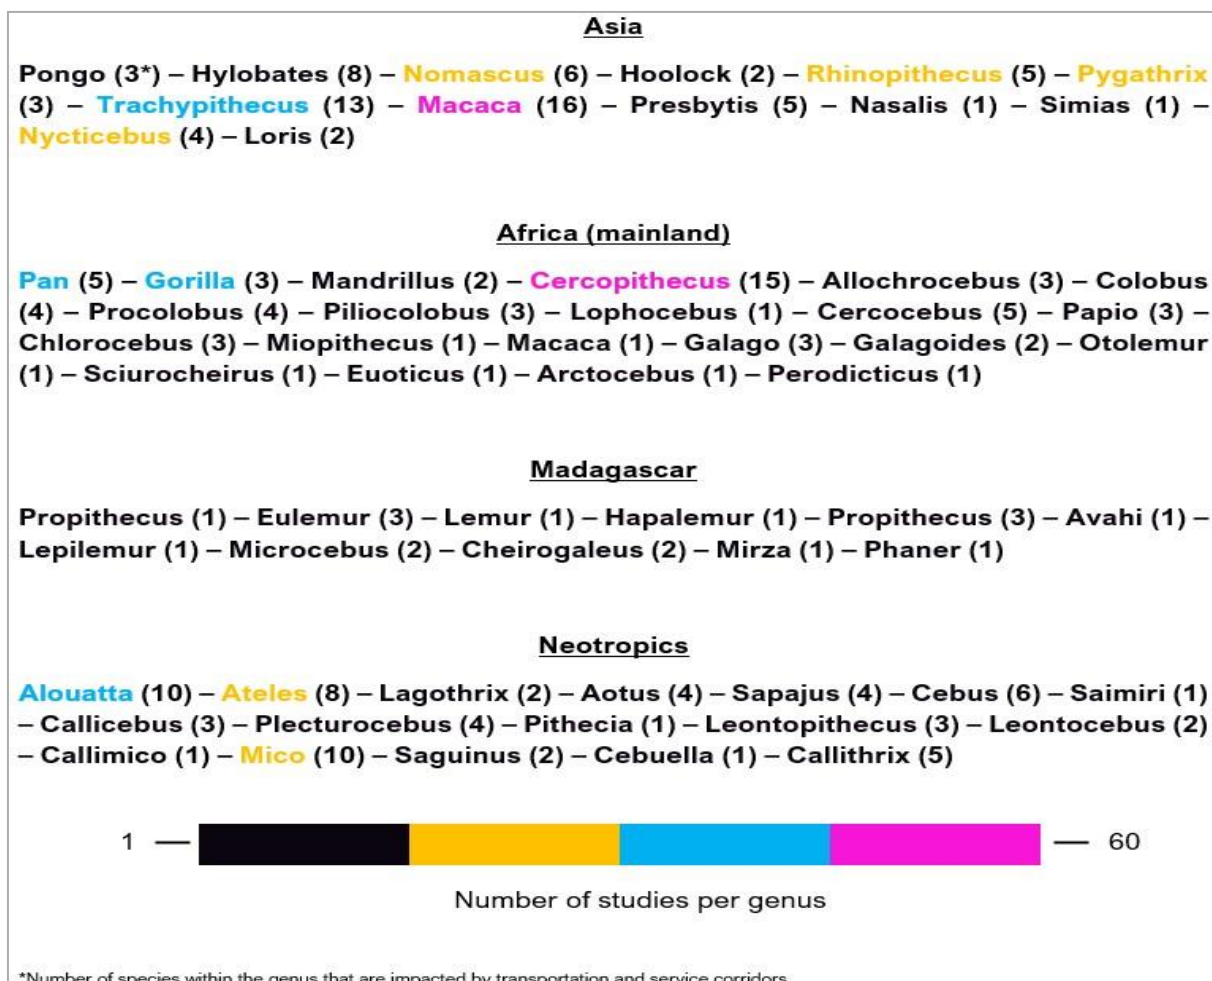 Asia
Pongo (3*) – Hylobates (8) – Nomascus (6) – Hoolock (2) – Rhinopithecus (5) – Pygathrix
(3) – Trachypithecus (13) – Macaca (16) – Presbytis (5) – Nasalis (1) – Simias (1) –
Nycticebus (4) – Loris (2)
Africa (mainland)
Pan (5) – Gorilla (3) – Mandrillus (2) – Cercopithecus (15) – Allochrocebus (3) – Colobus
(4) – Procolobus (4) – Piliocolobus (3) – Lophocebus (1) – Cercocebus (5) – Papio (3) –
Chlorocebus (3) – Miopithecus (1) – Macaca (1) – Galago (3) – Galagoides (2) – Otolemur
(1) – Sciurocheirus (1) – Euoticus (1) – Arctocebus (1) – Perodicticus (1)
Madagascar
Propithecus (1) – Eulemur (3) – Lemur (1) – Hapalemur (1) – Propithecus (3) – Avahi (1) –
Lepilemur (1) – Microcebus (2) – Cheirogaleus (2) – Mirza (1) – Phaner (1)
Neotropics
Alouatta (10) – Ateles (8) – Lagothrix (2) – Aotus (4) – Sapajus (4) – Cebus (6) – Saimiri (1)
– Callicebus (3) – Plecturocebus (4) – Pithecia (1) – Leontopithecus (3) – Leontocebus (2)
– Callimico (1) – Mico (10) – Saguinus (2) – Cebuella (1) – Callithrix (5)
1 — — 60
Number of studies per genus
*Number of species within the genus that are impacted by transportation and service corridors